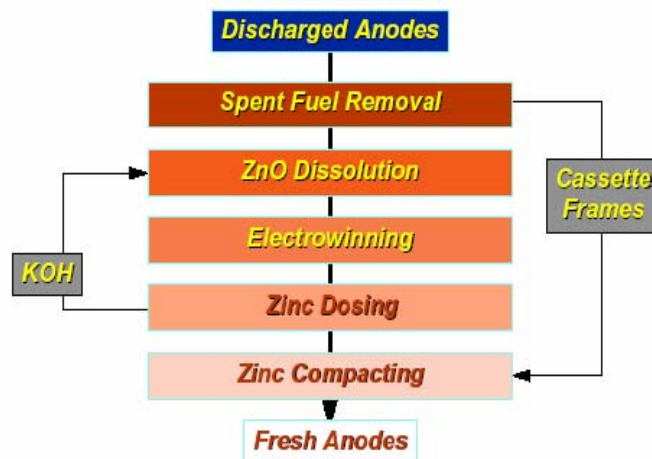 Discharged Anodes
Spent Fuel Removal
ZnO Dissolution
Cassette
Frames
Electrowinning
KOH
Zinc Dosing
Zinc Compacting
Fresh Anodes